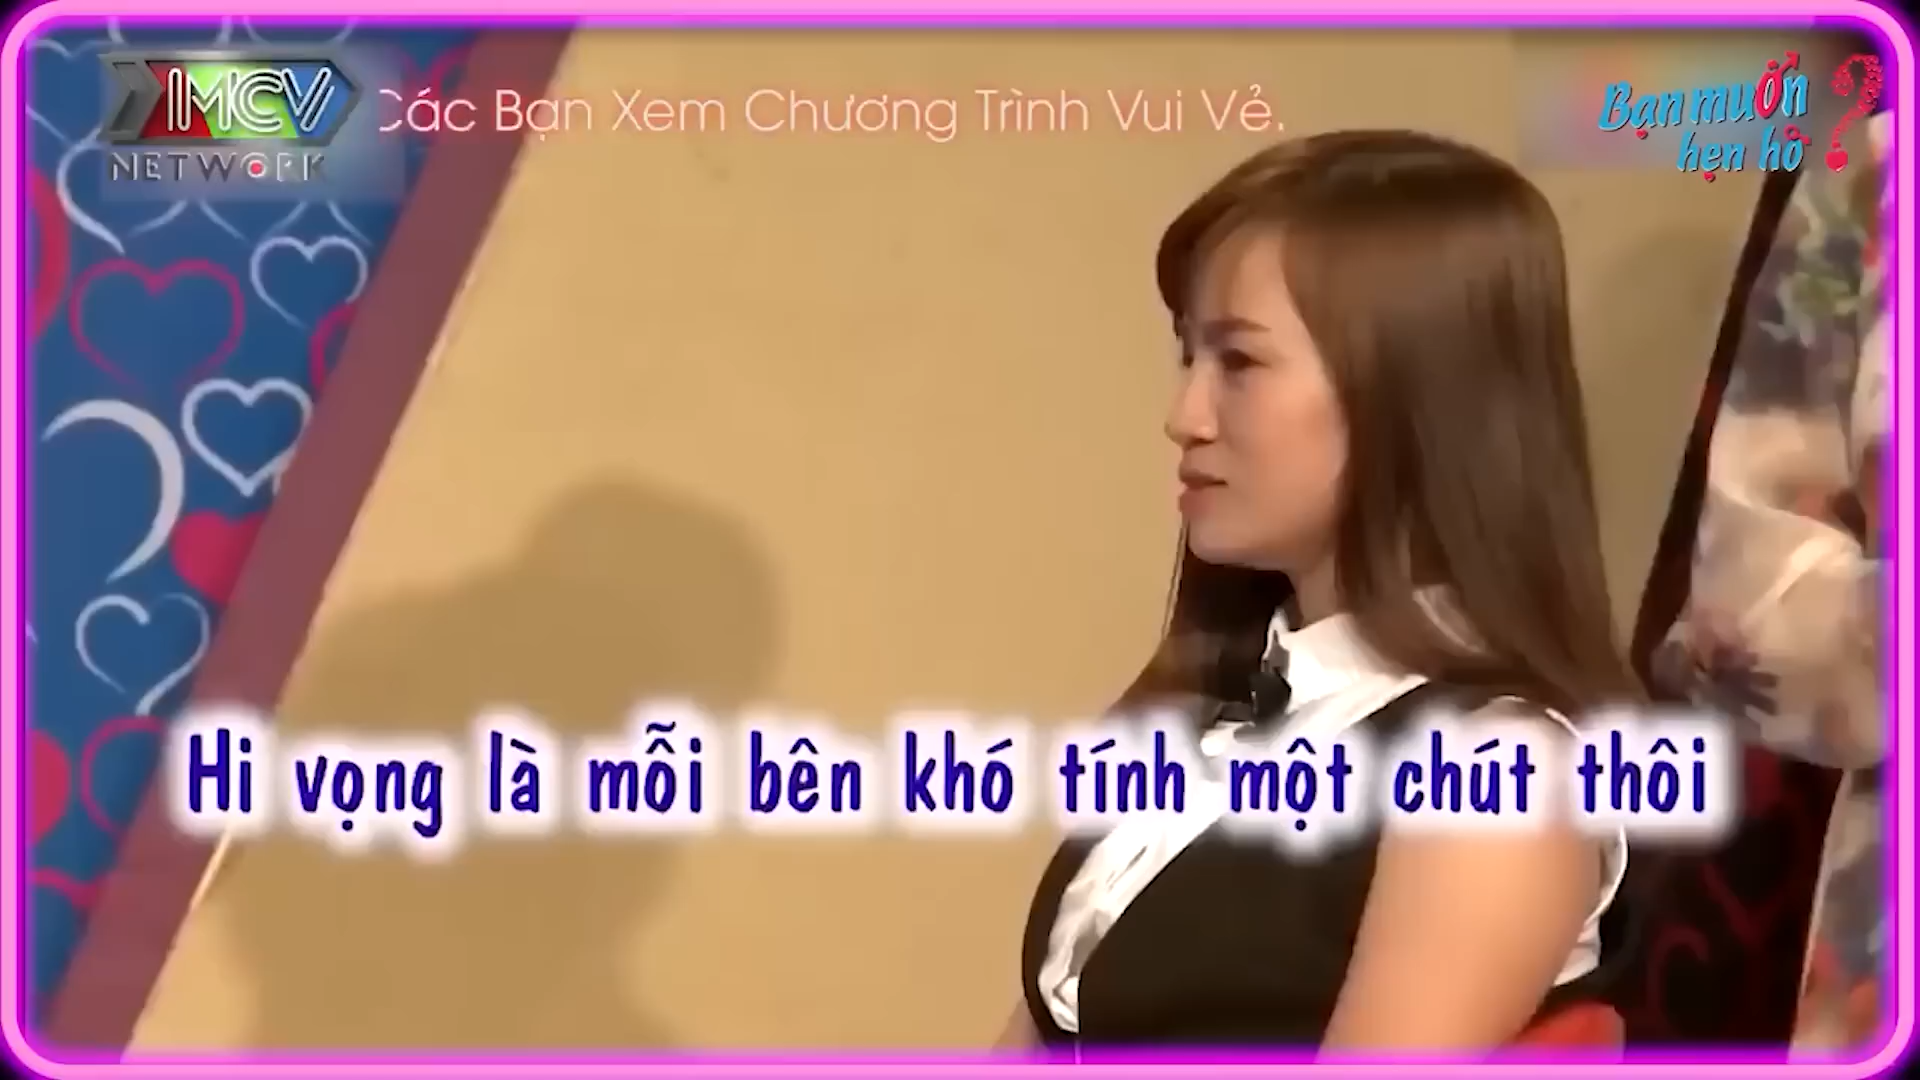 MCV
NETWORK
Các Bạn Xem Chương Trình Vui Vẻ.
Bạn muốn
hẹn hò
?
Hi vọng là mỗi bên khó tính một chút thôi